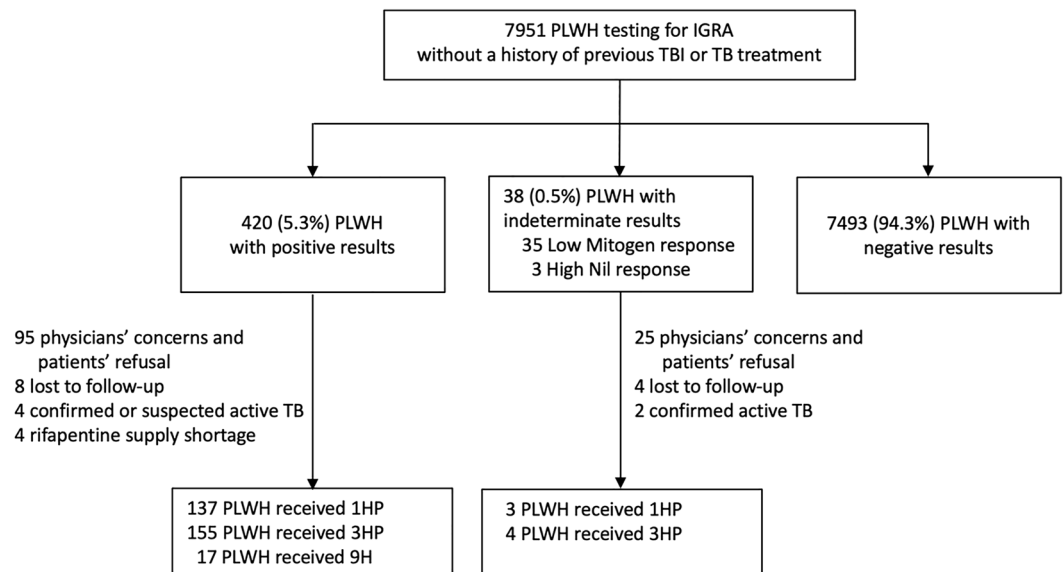 7951 PLWH testing for IGRA
without a history of previous TBI or TB treatment
420 (5.3%) PLWH
with positive results
38 (0.5%) PLWH with
indeterminate results
35 Low Mitogen response
3 High Nil response
7493 (94.3%) PLWH with
negative results
95 physicians’ concerns and
patients’ refusal
8 lost to follow-up
4 confirmed or suspected active TB
4 rifapentine supply shortage
25 physicians’ concerns and
patients’ refusal
4 lost to follow-up
2 confirmed active TB
137 PLWH received 1HP
155 PLWH received 3HP
17 PLWH received 9H
3 PLWH received 1HP
4 PLWH received 3HP